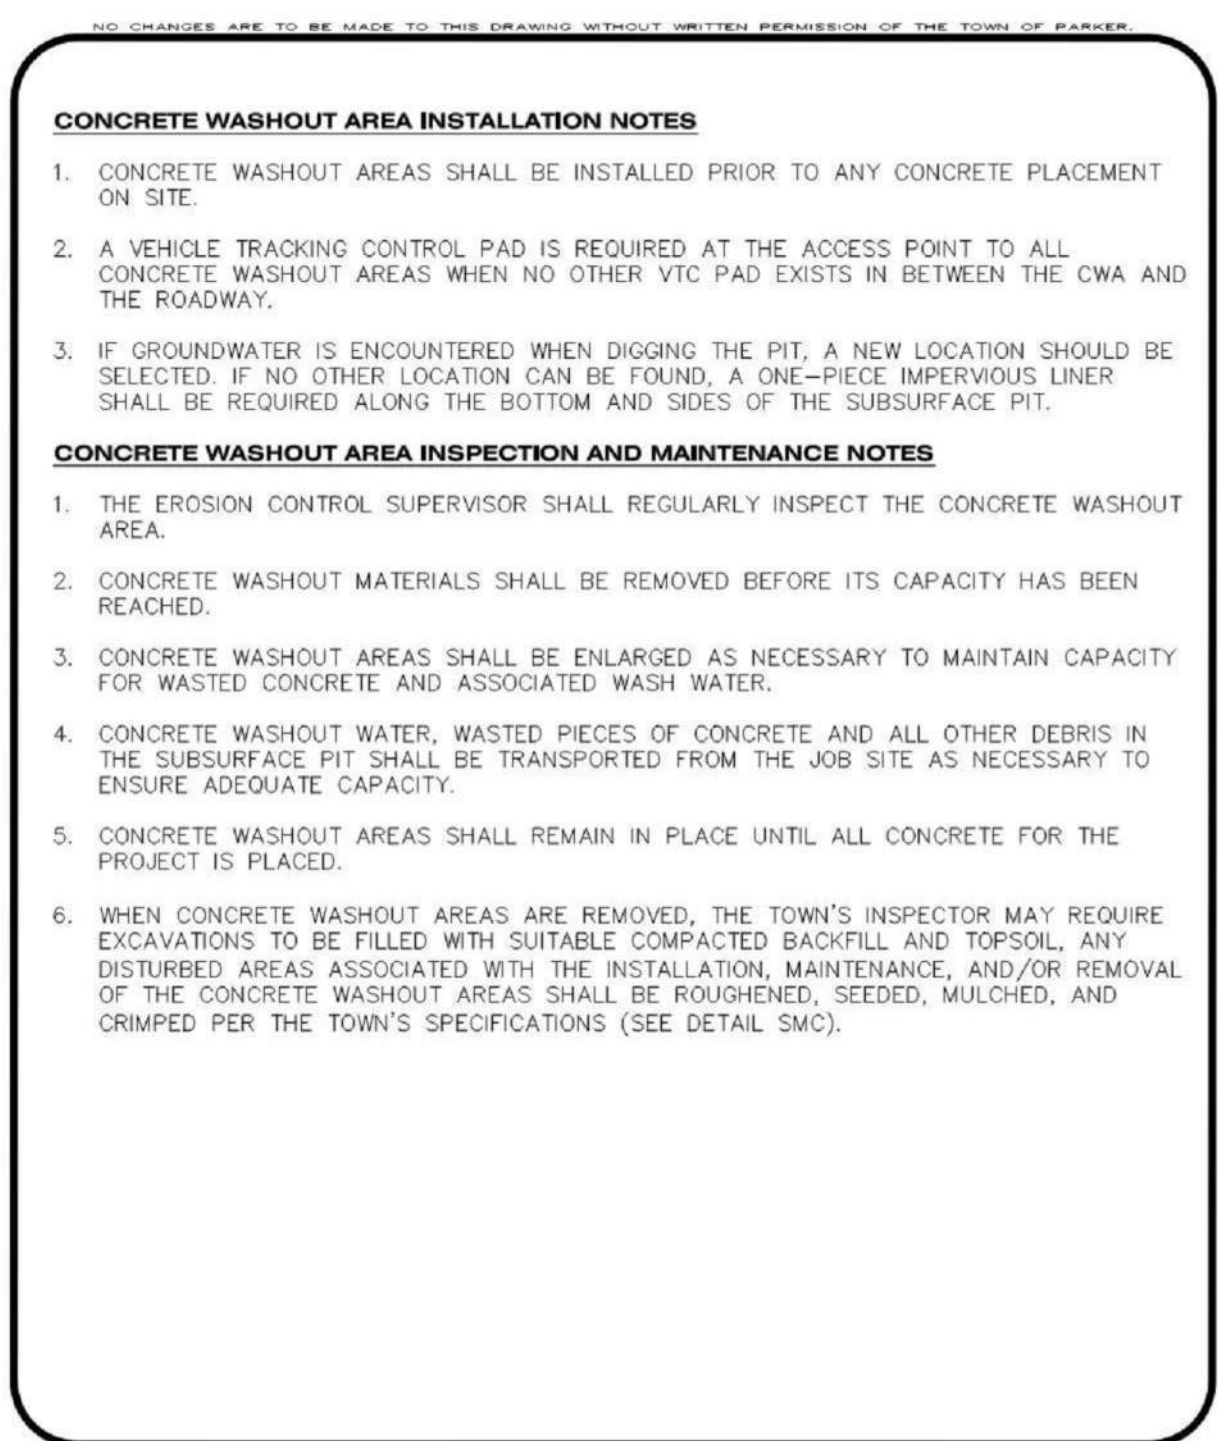 NO CHANGES ARE TO BE MADE TO THIS DRAWING WITHOUT WRITTEN PERMISSION OF THE TOWN OF PARKER.
CONCRETE WASHOUT AREA INSTALLATION NOTES
1. CONCRETE WASHOUT AREAS SHALL BE INSTALLED PRIOR TO ANY CONCRETE PLACEMENT
ON SITE.
2. A VEHICLE TRACKING CONTROL PAD IS REQUIRED AT THE ACCESS POINT TO ALL
CONCRETE WASHOUT AREAS WHEN NO OTHER VTC PAD EXISTS IN BETWEEN THE CWA AND
THE ROADWAY.
3. IF GROUNDWATER IS ENCOUNTERED WHEN DIGGING THE PIT, A NEW LOCATION SHOULD BE
SELECTED. IF NO OTHER LOCATION CAN BE FOUND, A ONE-PIECE IMPERVIOUS LINER
SHALL BE REQUIRED ALONG THE BOTTOM AND SIDES OF THE SUBSURFACE PIT.
CONCRETE WASHOUT AREA INSPECTION AND MAINTENANCE NOTES
1. THE EROSION CONTROL SUPERVISOR SHALL REGULARLY INSPECT THE CONCRETE WASHOUT
AREA.
2. CONCRETE WASHOUT MATERIALS SHALL BE REMOVED BEFORE ITS CAPACITY HAS BEEN
REACHED.
3. CONCRETE WASHOUT AREAS SHALL BE ENLARGED AS NECESSARY TO MAINTAIN CAPACITY
FOR WASTED CONCRETE AND ASSOCIATED WASH WATER.
4. CONCRETE WASHOUT WATER, WASTED PIECES OF CONCRETE AND ALL OTHER DEBRIS IN
THE SUBSURFACE PIT SHALL BE TRANSPORTED FROM THE JOB SITE AS NECESSARY TO
ENSURE ADEQUATE CAPACITY.
5. CONCRETE WASHOUT AREAS SHALL REMAIN IN PLACE UNTIL ALL CONCRETE FOR THE
PROJECT IS PLACED.
6. WHEN CONCRETE WASHOUT AREAS ARE REMOVED, THE TOWN'S INSPECTOR MAY REQUIRE
EXCAVATIONS TO BE FILLED WITH SUITABLE COMPACTED BACKFILL AND TOPSOIL, ANY
DISTURBED AREAS ASSOCIATED WITH THE INSTALLATION, MAINTENANCE, AND/OR REMOVAL
OF THE CONCRETE WASHOUT AREAS SHALL BE ROUGHENED, SEEDED, MULCHED, AND
CRIMPED PER THE TOWN'S SPECIFICATIONS (SEE DETAIL SMC).